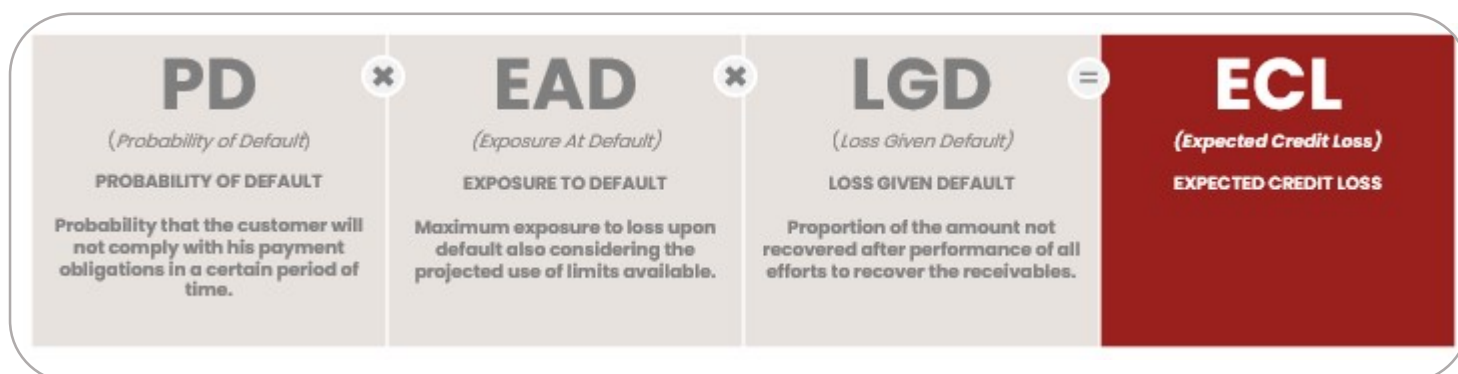 PD
(Probability of Default)
PROBABILITY OF DEFAULT
Probability that the customer will
not comply with his payment
obligations in a certain period of
time.
✖
EAD
(Exposure At Default)
EXPOSURE TO DEFAULT
Maximum exposure to loss upon
default also considering the
projected use of limits available.
✖
LGD
(Loss Given Default)
LOSS GIVEN DEFAULT
Proportion of the amount not
recovered after performance of all
efforts to recover the receivables.
=
ECL
(Expected Credit Loss)
EXPECTED CREDIT LOSS